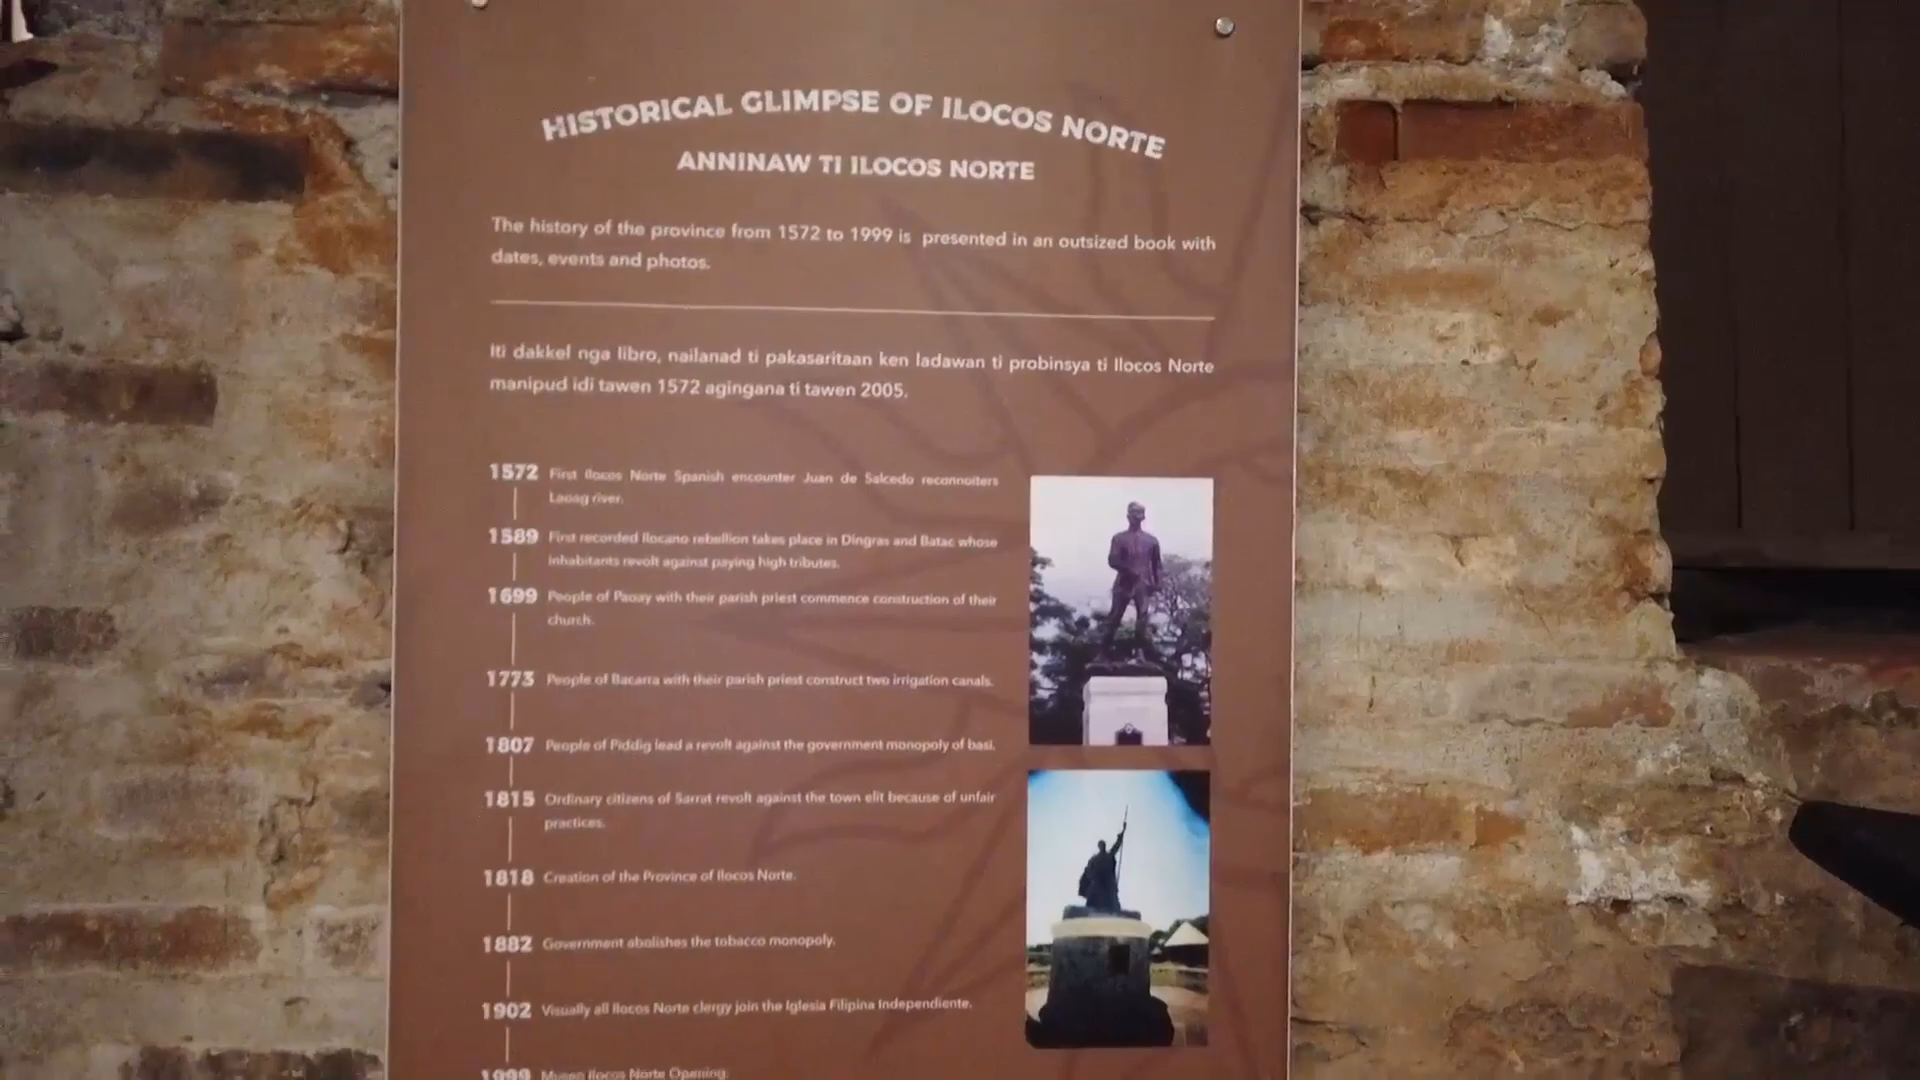 HISTORICAL GLIMPSE OF ILOCOS NORTE
ANNINAW TI ILOCOS NORTE
The history of the province from 1572 to 1999 is presented in an outsized book with
dates, events and photos.
Iti dakkel nga libro, nailanad ti pakasaritaan ken ladawan ti probinsya ti Ilocos Norte
manipud idi tawen 1572 agingana ti tawen 2005.
1572 First Ilocos Norte Spanish encounter Juan de Salcedo reconnoiters
Laoag river.
1589 First recorded Ilocano rebellion takes place in Dingras and Batac whose
inhabitants revolt against paying high tributes.
1699 People of Paoay with their parish priest commence construction of their
church.
1773 People of Bacarra with their parish priest construct two irrigation canals.
1807 People of Piddig lead a revolt against the government monopoly of basi.
1815 Ordinary citizens of Sarrat revolt against the town elit because of unfair
practices.
1818 Creation of the Province of Ilocos Norte.
1882 Government abolishes the tobacco monopoly.
1902 Visually all Ilocos Norte clergy join the Iglesia Filipina Independiente.
1999 Museo Ilocos Norte Opening.